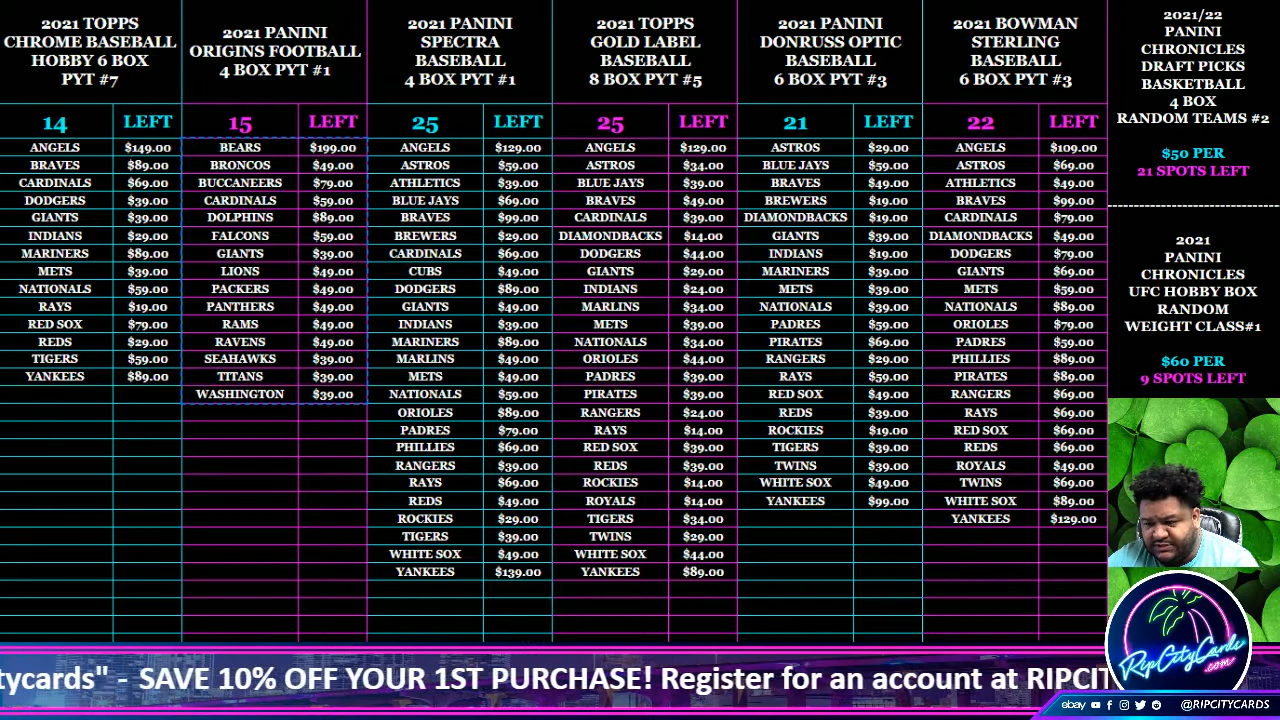 2021 TOPPS
CHROME BASEBALL
HOBBY 6 BOX
PYT #7
14 LEFT
ANGELS $149.00
BRAVES $89.00
CARDINALS $69.00
DODGERS $39.00
GIANTS $39.00
INDIANS $29.00
MARINERS $89.00
METS $39.00
NATIONALS $59.00
RAYS $19.00
RED SOX $79.00
REDS $29.00
TIGERS $59.00
YANKEES $89.00
2021 PANINI
ORIGINS FOOTBALL
4 BOX PYT #1
15 LEFT
BEARS $199.00
BRONCOS $49.00
BUCCANEERS $79.00
CARDINALS $59.00
DOLPHINS $89.00
FALCONS $59.00
GIANTS $39.00
LIONS $49.00
PACKERS $49.00
PANTHERS $49.00
RAMS $49.00
RAVENS $49.00
SEAHAWKS $39.00
TITANS $39.00
WASHINGTON $39.00
2021 PANINI
SPECTRA
BASEBALL
4 BOX PYT #1
25 LEFT
ANGELS $129.00
ASTROS $59.00
ATHLETICS $39.00
BLUE JAYS $69.00
BRAVES $99.00
BREWERS $29.00
CARDINALS $69.00
CUBS $49.00
DODGERS $89.00
GIANTS $49.00
INDIANS $39.00
MARINERS $89.00
MARLINS $49.00
METS $49.00
NATIONALS $59.00
ORIOLES $89.00
PADRES $79.00
PHILLIES $69.00
RANGERS $39.00
RAYS $69.00
REDS $49.00
ROCKIES $29.00
TIGERS $39.00
WHITE SOX $49.00
YANKEES $139.00
2021 TOPPS
GOLD LABEL
BASEBALL
8 BOX PYT #5
25 LEFT
ANGELS $129.00
ASTROS $34.00
BLUE JAYS $39.00
BRAVES $49.00
CARDINALS $39.00
DIAMONDBACKS $14.00
DODGERS $44.00
GIANTS $29.00
INDIANS $24.00
MARLINS $34.00
METS $39.00
NATIONALS $34.00
ORIOLES $44.00
PADRES $39.00
PIRATES $39.00
RANGERS $24.00
RAYS $14.00
RED SOX $39.00
REDS $39.00
ROCKIES $14.00
ROYALS $14.00
TIGERS $34.00
TWINS $29.00
WHITE SOX $44.00
YANKEES $89.00
2021 PANINI
DONRUSS OPTIC
BASEBALL
6 BOX PYT #3
21 LEFT
ASTROS $29.00
BLUE JAYS $59.00
BRAVES $49.00
BREWERS $19.00
DIAMONDBACKS $19.00
GIANTS $39.00
INDIANS $19.00
MARINERS $39.00
METS $39.00
NATIONALS $39.00
PADRES $59.00
PIRATES $69.00
RANGERS $29.00
RAYS $59.00
RED SOX $49.00
REDS $39.00
ROCKIES $19.00
TIGERS $39.00
TWINS $39.00
WHITE SOX $49.00
YANKEES $99.00
2021 BOWMAN
STERLING
BASEBALL
6 BOX PYT #3
22 LEFT
ANGELS $109.00
ASTROS $69.00
ATHLETICS $49.00
BRAVES $99.00
CARDINALS $79.00
DIAMONDBACKS $49.00
DODGERS $79.00
GIANTS $69.00
METS $59.00
NATIONALS $89.00
ORIOLES $79.00
PADRES $59.00
PHILLIES $89.00
PIRATES $89.00
RANGERS $69.00
RAYS $69.00
RED SOX $69.00
REDS $69.00
ROYALS $49.00
TWINS $69.00
WHITE SOX $89.00
YANKEES $129.00
2021/22
PANINI
CHRONICLES
DRAFT PICKS
BASKETBALL
4 BOX
RANDOM TEAMS #2
$50 PER
21 SPOTS LEFT
2021
PANINI
CHRONICLES
UFC HOBBY BOX
RANDOM
WEIGHT CLASS#1
$60 PER
9 SPOTS LEFT
RipCityCards
.com
tycards" - SAVE 10% OFF YOUR 1ST PURCHASE! Register for an account at RIPCIT
ebay @RIPCITYCARDS